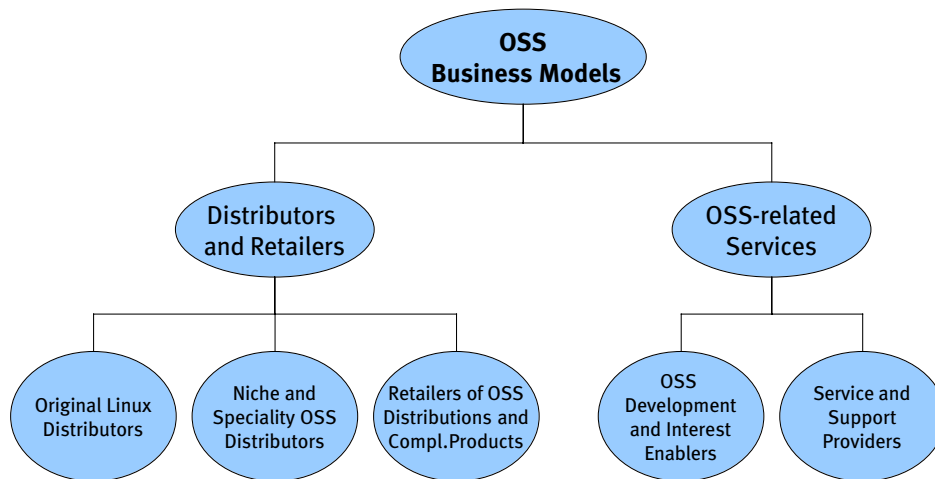 OSS
Business Models
Distributors
and Retailers
OSS-related
Services
Original Linux
Distributors
Niche and
Speciality OSS
Distributors
Retailers of OSS
Distributions and
Compl.Products
OSS
Development
and Interest
Enablers
Service and
Support
Providers